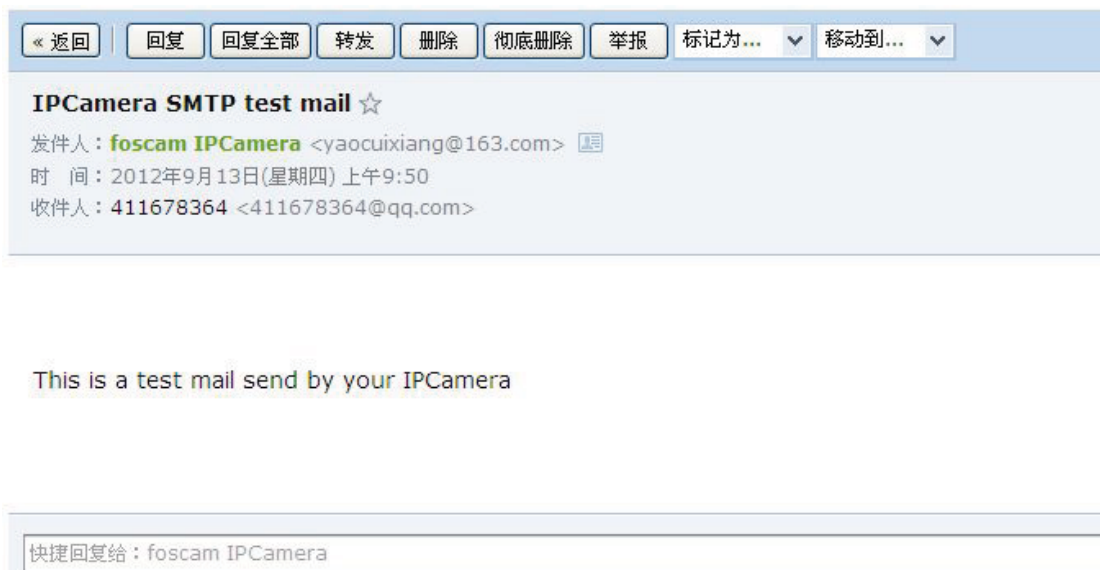 « 返回 回复 回复全部 转发 删除 彻底删除 举报 标记为... 移动到...
IPCamera SMTP test mail ☆
发件人：foscam IPCamera <yaocuixiang@163.com>
时 间：2012年9月13日(星期四) 上午9:50
收件人：411678364 <411678364@qq.com>
This is a test mail send by your IPCamera
快捷回复给：foscam IPCamera